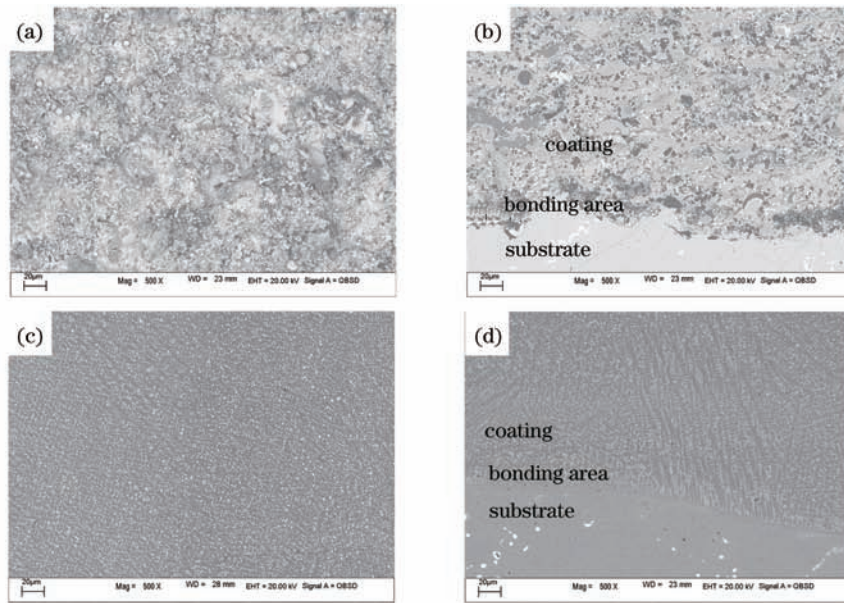 (a)
20μm
Mag = 500 X WD = 23 mm EHT = 20.00 kV Signal A = QBSD
(b)
coating
bonding area
substrate
20μm
Mag = 500 X WD = 23 mm EHT = 20.00 kV Signal A = QBSD
(c)
20μm
Mag = 500 X WD = 28 mm EHT = 20.00 kV Signal A = QBSD
(d)
coating
bonding area
substrate
20μm
Mag = 500 X WD = 23 mm EHT = 20.00 kV Signal A = QBSD